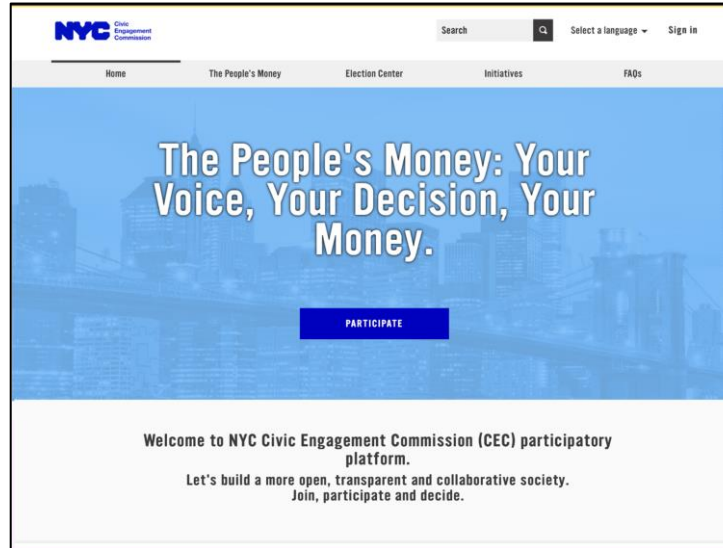 NYC
Civic
Engagement
Commission
Search
Select a language
Sign in
Home
The People's Money
Election Center
Initiatives
FAQs
The People's Money: Your
Voice, Your Decision, Your
Money.
PARTICIPATE
Welcome to NYC Civic Engagement Commission (CEC) participatory
platform.
Let's build a more open, transparent and collaborative society.
Join, participate and decide.